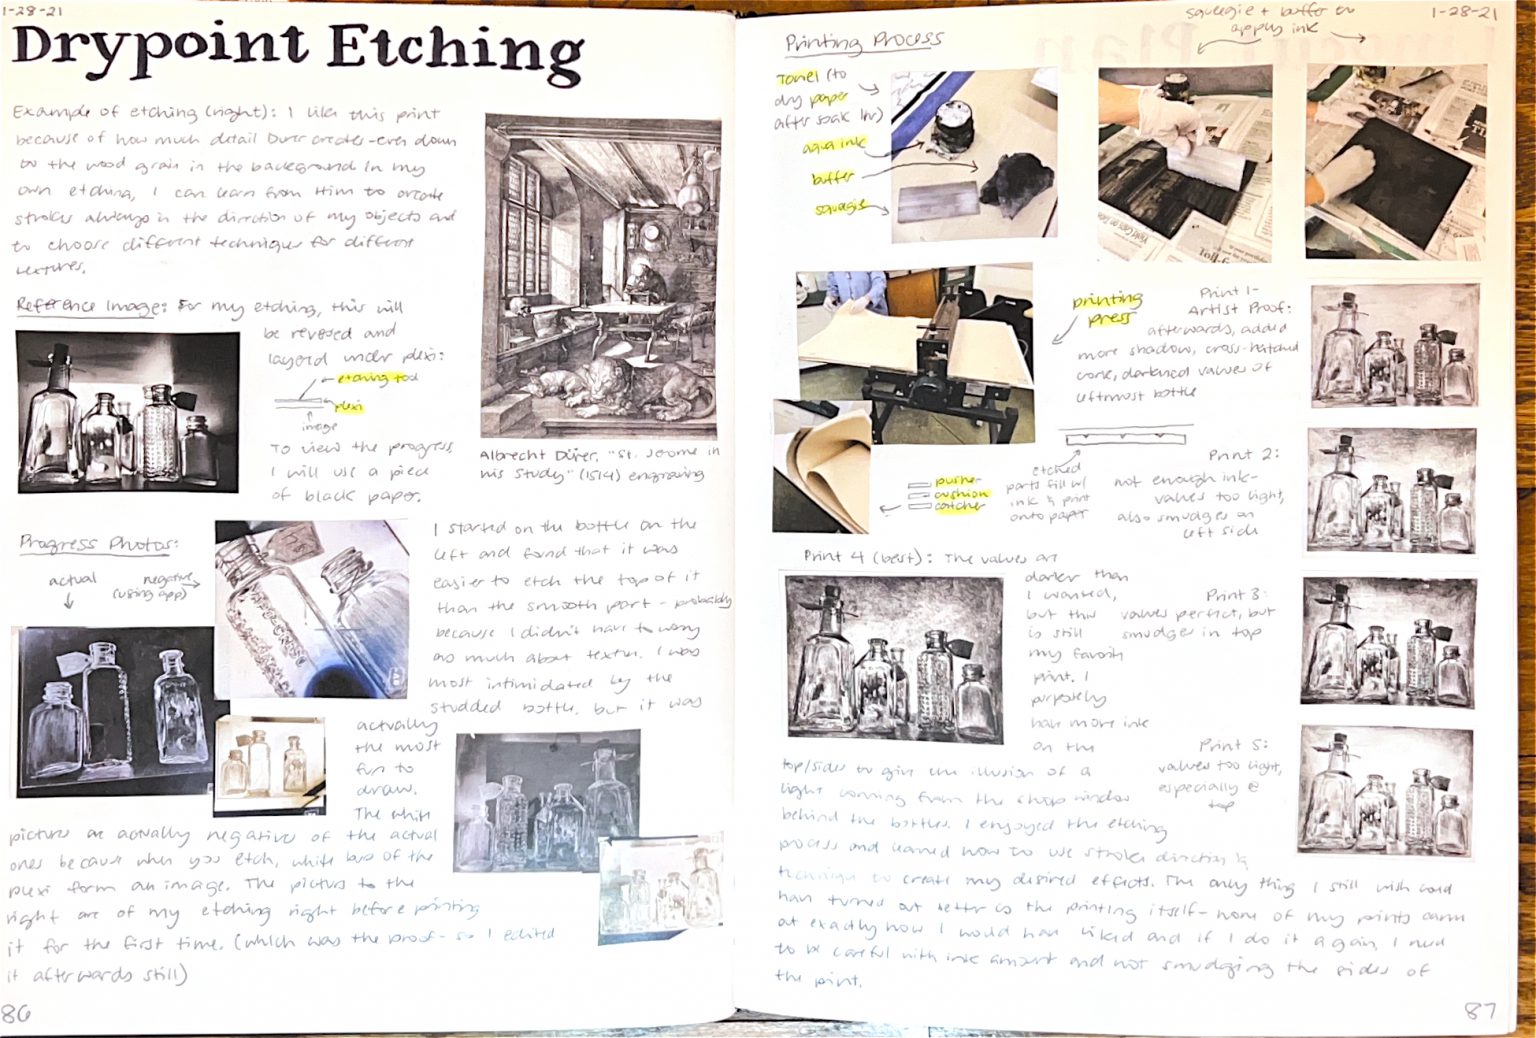 1-28-21
Drypoint Etching
Example of etching (right): I like this print
because of how much detail Dürer creates-even down
to the wood grain in the background in my
own etching, I can learn from Him to create
strokes always in the direction of my objects and
to choose different techniques for different
textures.
Albrecht Dürer, "St. Jerome in
his Study" (1514) engraving
Reference Image: For my etching, this will
be reversed and
layered under plexi:
etching tool
plexi
image
To view the progress,
I will use a piece
of black paper.
Progress Photos:
actual
negative
(using app)
I started on the bottle on the
left and found that it was
easier to etch the top of it
than the smooth part - probably
because I didn't have to worry
as much about texture. I was
most intimidated by the
studded bottle, but it was
actually
the most
fun to
draw.
The white
pictures are actually negative of the actual
ones because when you etch, white bits of the
plexi form an image. The picture to the
right are of my etching right before printing
it for the first time. (which was the proof- so I edited
it afterwards still)
86
1-28-21
squeegie + buffer to
apply ink
Printing Process
Towel (to
dry paper
after soak 1hr)
aqua ink
buffer
squegie
printing
press
Print 1-
Artist Proof:
afterwards, added
more shadow, cross-hatched
more, darkened values of
leftmost bottle
pusher
cushion
catcher
etched
parts fill w/
ink & print
onto paper
Print 2:
not enough ink-
values too light,
also smudges on
left side
Print 3:
values perfect, but
smudges in top
Print 4 (best): The values are
darker than
I wanted,
but this
is still
my favorite
print. I
purposely
have more ink
on the
top/sides to give the illusion of a
light coming from the shop window
behind the bottles. I enjoyed the etching
process and learned how to use stroke direction &
technique to create my desired effects. The only thing I still wish could
have turned out better is the printing itself- none of my prints came
out exactly how I would have liked and if I do it again, I need
to be careful with ink amount and not smudging the sides of
the print.
Print 5:
values too light,
especially @
top
87